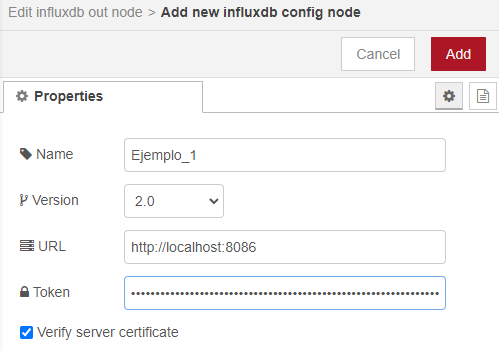 Edit influxdb out node > Add new influxdb config node
Cancel Add
Properties
Name Ejemplo_1
Version 2.0
URL http://localhost:8086
Token ••••••••••••••••••••••••••••••••••••••••••••••••••••••••••••••••
Verify server certificate